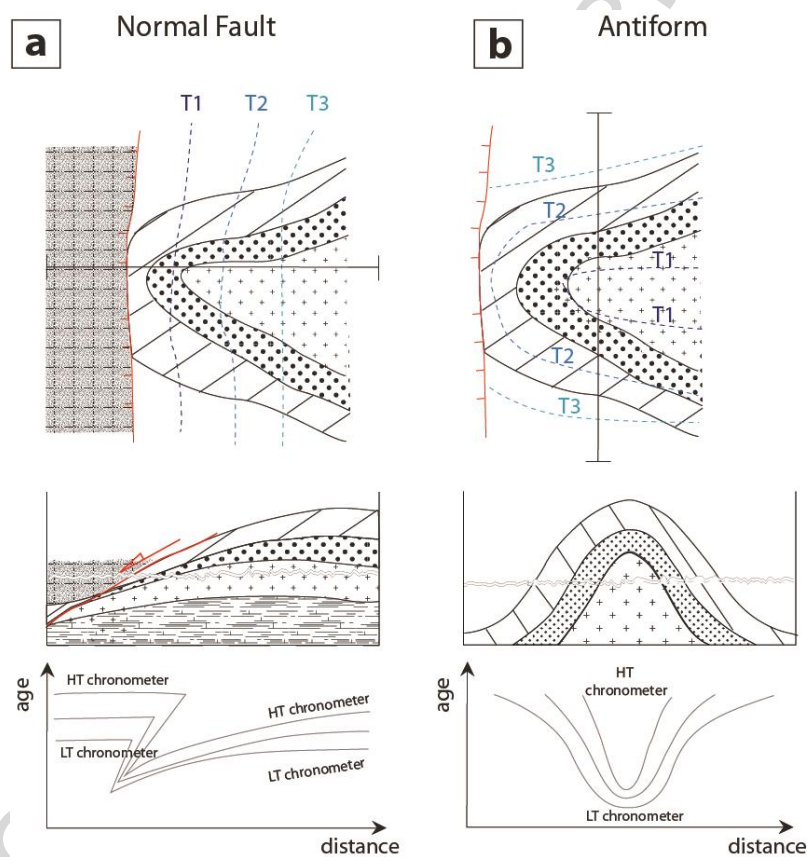 a
Normal Fault
b
Antiform
T1
T2
T3
T3
T2
T1
T1
T2
T3
age
HT chronometer
LT chronometer
HT chronometer
LT chronometer
distance
age
HT
chronometer
LT chronometer
distance